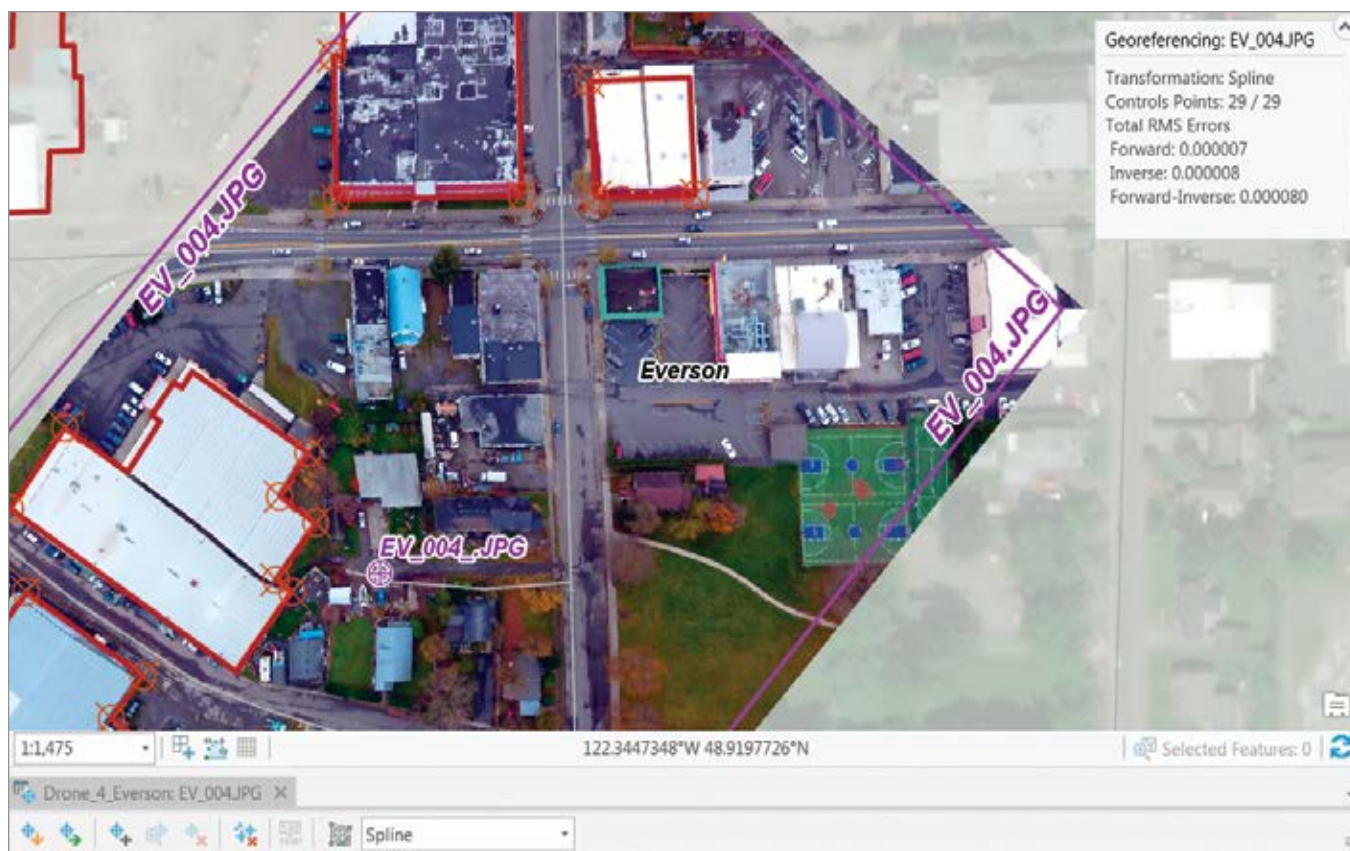 Georeferencing: EV_004.JPG
Transformation: Spline
Controls Points: 29 / 29
Total RMS Errors
Forward: 0.000007
Inverse: 0.000008
Forward-Inverse: 0.000080
EV_004.JPG
EV_004.JPG
Everson
EV_004_.JPG
1:1,475
122.3447348°W 48.9197726°N
Selected Features: 0
Drone_4_Everson: EV_004.JPG
Spline